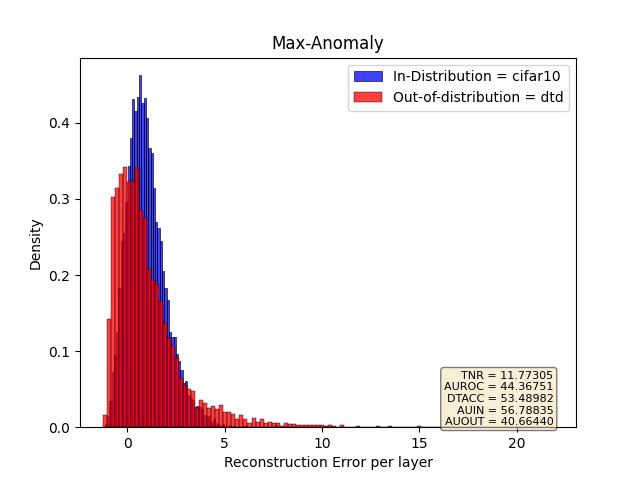 Max-Anomaly
In-Distribution = cifar10
Out-of-distribution = dtd
Density
0.4
0.3
0.2
0.1
0.0
TNR = 11.77305
AUROC = 44.36751
DTACC = 53.48982
AUIN = 56.78835
AUOUT = 40.66440
0 5 10 15 20
Reconstruction Error per layer